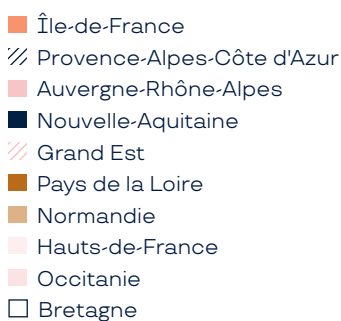 Île-de-France
Provence-Alpes-Côte d'Azur
Auvergne-Rhône-Alpes
Nouvelle-Aquitaine
Grand Est
Pays de la Loire
Normandie
Hauts-de-France
Occitanie
Bretagne